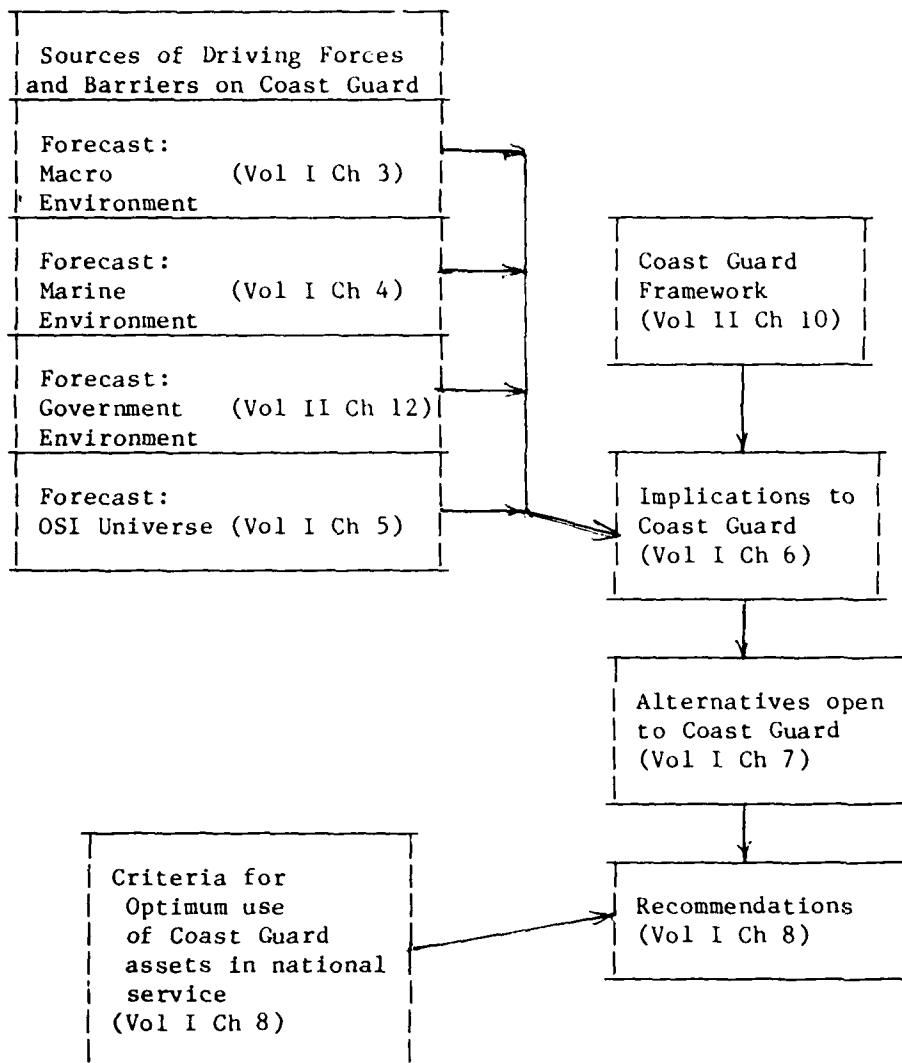 Sources of Driving Forces
and Barriers on Coast Guard
Forecast:
Macro (Vol I Ch 3)
Environment
Forecast:
Marine (Vol I Ch 4)
Environment
Forecast:
Government (Vol II Ch 12)
Environment
Forecast:
OSI Universe (Vol I Ch 5)
Coast Guard
Framework
(Vol II Ch 10)
Implications to
Coast Guard
(Vol I Ch 6)
Alternatives open
to Coast Guard
(Vol I Ch 7)
Criteria for
Optimum use
of Coast Guard
assets in national
service
(Vol I Ch 8)
Recommendations
(Vol I Ch 8)